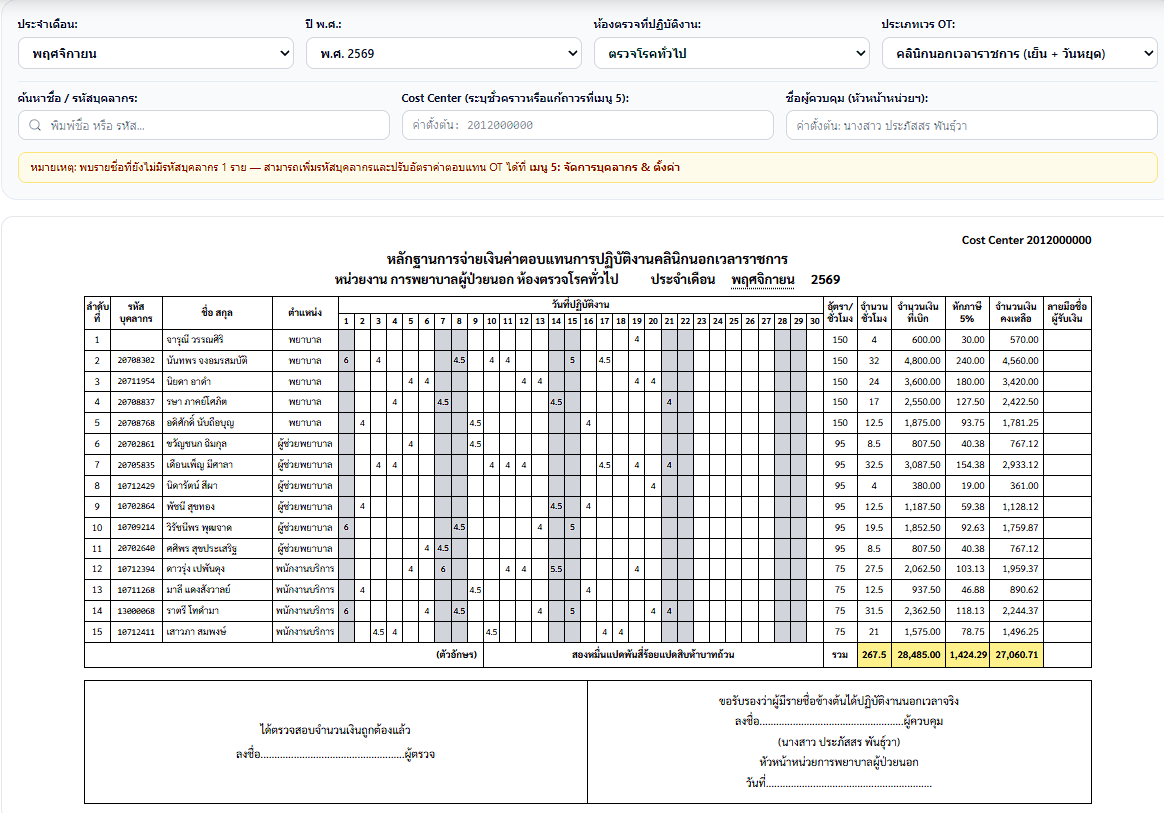 ประจำเดือน: ปี พ.ศ.: ห้องตรวจที่ปฏิบัติงาน: ประเภทเวร OT:
พฤศจิกายน พ.ศ. 2569 ตรวจโรคทั่วไป คลินิกนอกเวลาราชการ (เย็น + วันหยุด)
ค้นหาชื่อ / รหัสบุคลากร: Cost Center (ระบุชั่วคราวหรือแก้ถาวรที่เมนู 5): ชื่อผู้ควบคุม (หัวหน้าหน่วยฯ):
พิมพ์ชื่อ หรือ รหัส... ค่าตั้งต้น: 2012000000 ค่าตั้งต้น: นางสาว ประภัสสร พันธุ์วา
หมายเหตุ: พบรายชื่อที่ยังไม่มีรหัสบุคลากร 1 ราย — สามารถเพิ่มรหัสบุคลากรและปรับอัตราค่าตอบแทน OT ได้ที่ เมนู 5: จัดการบุคลากร & ตั้งค่า
Cost Center 2012000000
หลักฐานการจ่ายเงินค่าตอบแทนการปฏิบัติงานคลินิกนอกเวลาราชการ
หน่วยงาน การพยาบาลผู้ป่วยนอก ห้องตรวจโรคทั่วไป ประจำเดือน พฤศจิกายน 2569
ลำดับที่ รหัสบุคลากร ชื่อ สกุล ตำแหน่ง วันที่ปฏิบัติงาน อัตรา/ชั่วโมง จำนวนชั่วโมง จำนวนเงินที่เบิก หักภาษี 5% จำนวนเงินคงเหลือ ลายมือชื่อผู้รับเงิน
1 2 3 4 5 6 7 8 9 10 11 12 13 14 15 16 17 18 19 20 21 22 23 24 25 26 27 28 29 30
1 จารุณี วรรณศิริ พยาบาล 4 150 4 600.00 30.00 570.00
2 20708302 นันทพร จงอมรสมบัติ พยาบาล 6 4 4.5 4 4 5 4.5 150 32 4,800.00 240.00 4,560.00
3 20711954 นิยดา อาดำ พยาบาล 4 4 4 4 4 4 150 24 3,600.00 180.00 3,420.00
4 20708837 รษา ภาคย์โศภิต พยาบาล 4 4.5 4.5 4 150 17 2,550.00 127.50 2,422.50
5 20708768 อดิศักดิ์ นับถือบุญ พยาบาล 4 4.5 4 150 12.5 1,875.00 93.75 1,781.25
6 20702861 ขวัญชนก ฉิมกุล ผู้ช่วยพยาบาล 4 4.5 95 8.5 807.50 40.38 767.12
7 20705835 เดือนเพ็ญ มีศาลา ผู้ช่วยพยาบาล 4 4 4 4 4 4.5 4 4 95 32.5 3,087.50 154.38 2,933.12
8 10712429 นิดารัตน์ สีผา ผู้ช่วยพยาบาล 4 95 4 380.00 19.00 361.00
9 10702864 พัชนี สุขทอง ผู้ช่วยพยาบาล 4 4.5 4 95 12.5 1,187.50 59.38 1,128.12
10 10709214 วิรัชนีพร พุฒจาด ผู้ช่วยพยาบาล 6 4.5 4 5 95 19.5 1,852.50 92.63 1,759.87
11 20702640 ศศิพร สุขประเสริฐ ผู้ช่วยพยาบาล 4 4.5 95 8.5 807.50 40.38 767.12
12 10712394 ดาวรุ่ง เปพันดุง พนักงานบริการ 4 6 4 4 5.5 4 75 27.5 2,062.50 103.13 1,959.37
13 10711268 มาลี แดงสังวาลย์ พนักงานบริการ 4 4.5 4 75 12.5 937.50 46.88 890.62
14 13000068 ราตรี โทดำมา พนักงานบริการ 6 4 4.5 4 5 4 4 75 31.5 2,362.50 118.13 2,244.37
15 10712411 เสาวภา สมพงษ์ พนักงานบริการ 4.5 4 4.5 4 4 75 21 1,575.00 78.75 1,496.25
(ตัวอักษร) สองหมื่นแปดพันสี่ร้อยแปดสิบห้าบาทถ้วน รวม 267.5 28,485.00 1,424.29 27,060.71
ได้ตรวจสอบจำนวนเงินถูกต้องแล้ว
ลงชื่อ....................................................ผู้ตรวจ
ขอรับรองว่าผู้มีรายชื่อข้างต้นได้ปฏิบัติงานนอกเวลาจริง
ลงชื่อ....................................................ผู้ควบคุม
(นางสาว ประภัสสร พันธุ์วา)
หัวหน้าหน่วยการพยาบาลผู้ป่วยนอก
วันที่............................................................